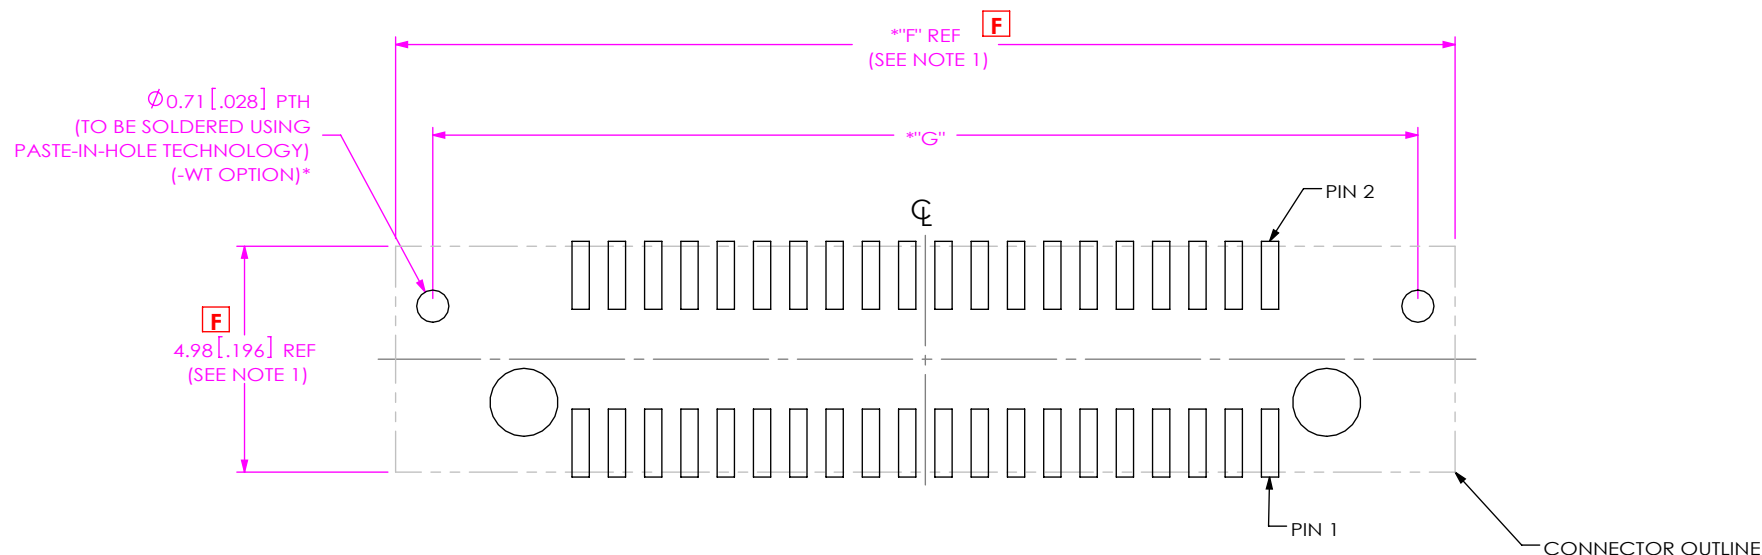 *"F" REF F
(SEE NOTE 1)
Ø0.71[.028] PTH
(TO BE SOLDERED USING
PASTE-IN-HOLE TECHNOLOGY)
(-WT OPTION)*
*"G"
PIN 2
℄
F
4.98[.196] REF
(SEE NOTE 1)
PIN 1
CONNECTOR OUTLINE